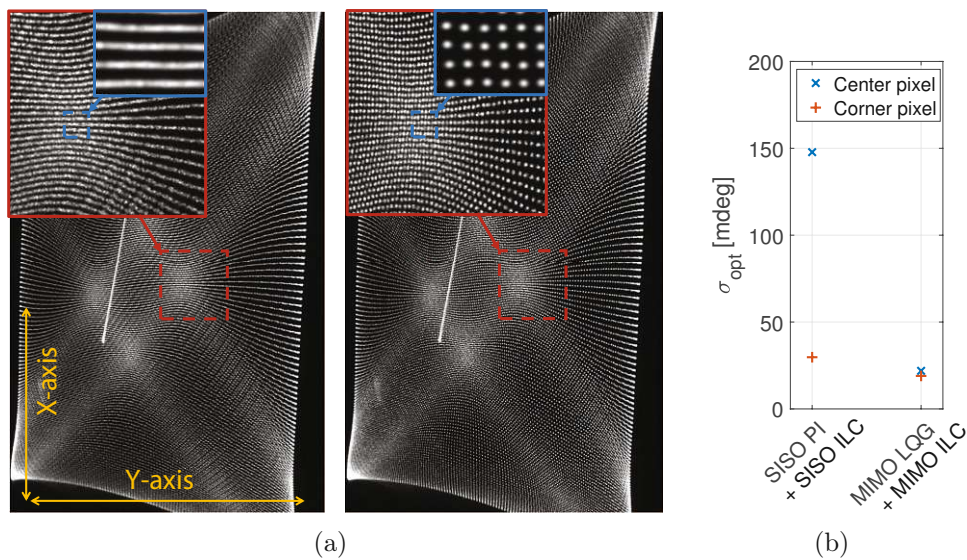 X-axis
Y-axis
(a)
200
150
100
50
0
σopt [mdeg]
Center pixel
Corner pixel
SISO PI
+ SISO ILC
MIMO LQG
+ MIMO ILC
(b)